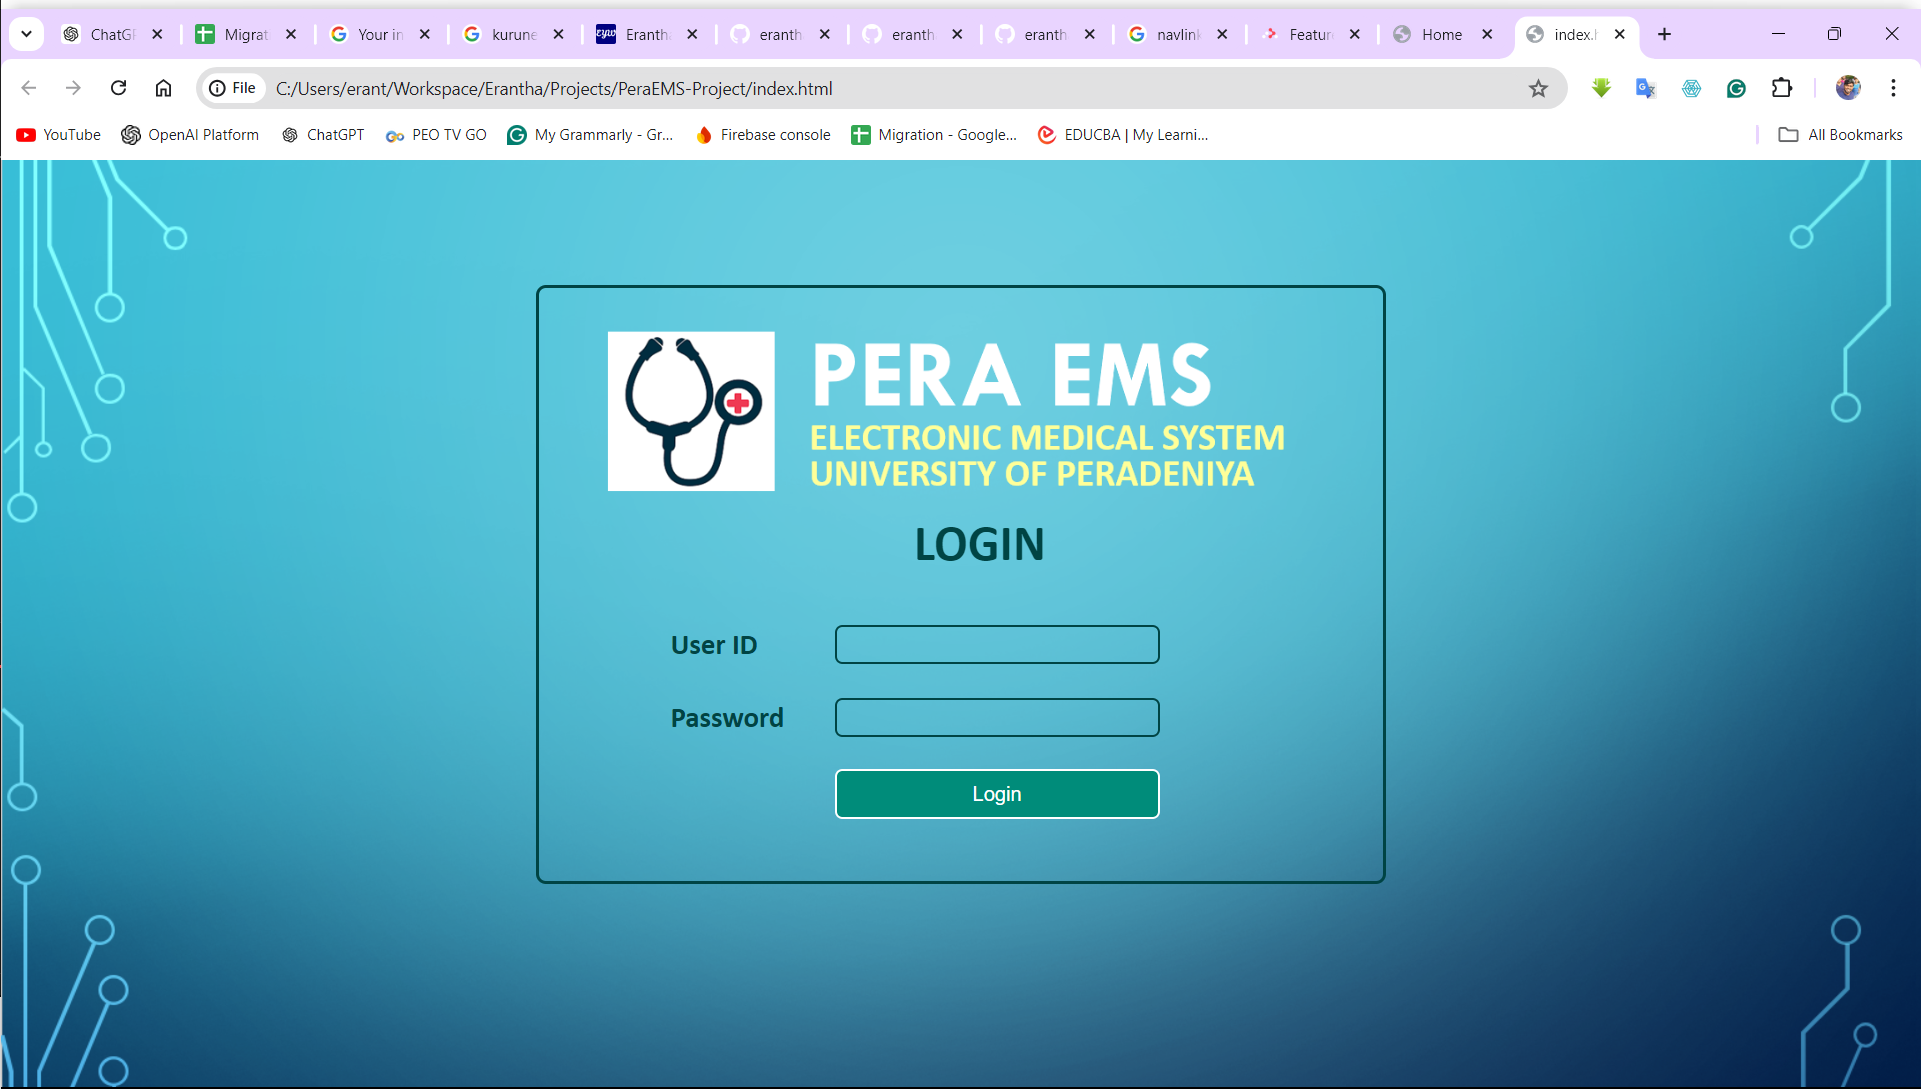 ChatGP
Migrat
Your in
kurune
EYW
Eranth
eranth
eranth
eranth
navlink
Featur
Home
index.h
File
C:/Users/erant/Workspace/Erantha/Projects/PeraEMS-Project/index.html
YouTube
OpenAI Platform
ChatGPT
PEO TV GO
My Grammarly - Gr...
Firebase console
Migration - Google...
EDUCBA | My Learni...
All Bookmarks
PERA EMS
ELECTRONIC MEDICAL SYSTEM
UNIVERSITY OF PERADENIYA
LOGIN
User ID
Password
Login